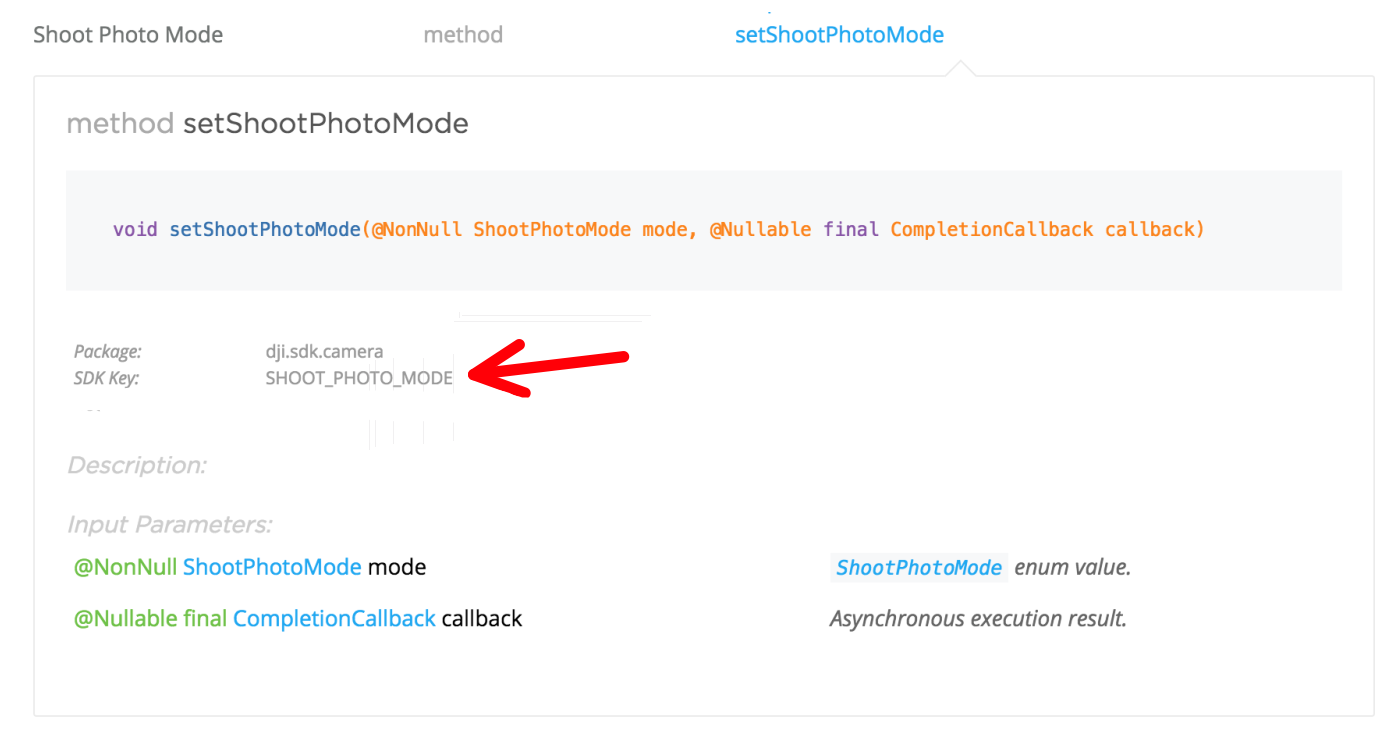 Shoot Photo Mode method setShootPhotoMode
method setShootPhotoMode
void setShootPhotoMode(@NonNull ShootPhotoMode mode, @Nullable final CompletionCallback callback)
Package: dji.sdk.camera
SDK Key: SHOOT_PHOTO_MODE
Description:
Input Parameters:
@NonNull ShootPhotoMode mode ShootPhotoMode enum value.
@Nullable final CompletionCallback callback Asynchronous execution result.